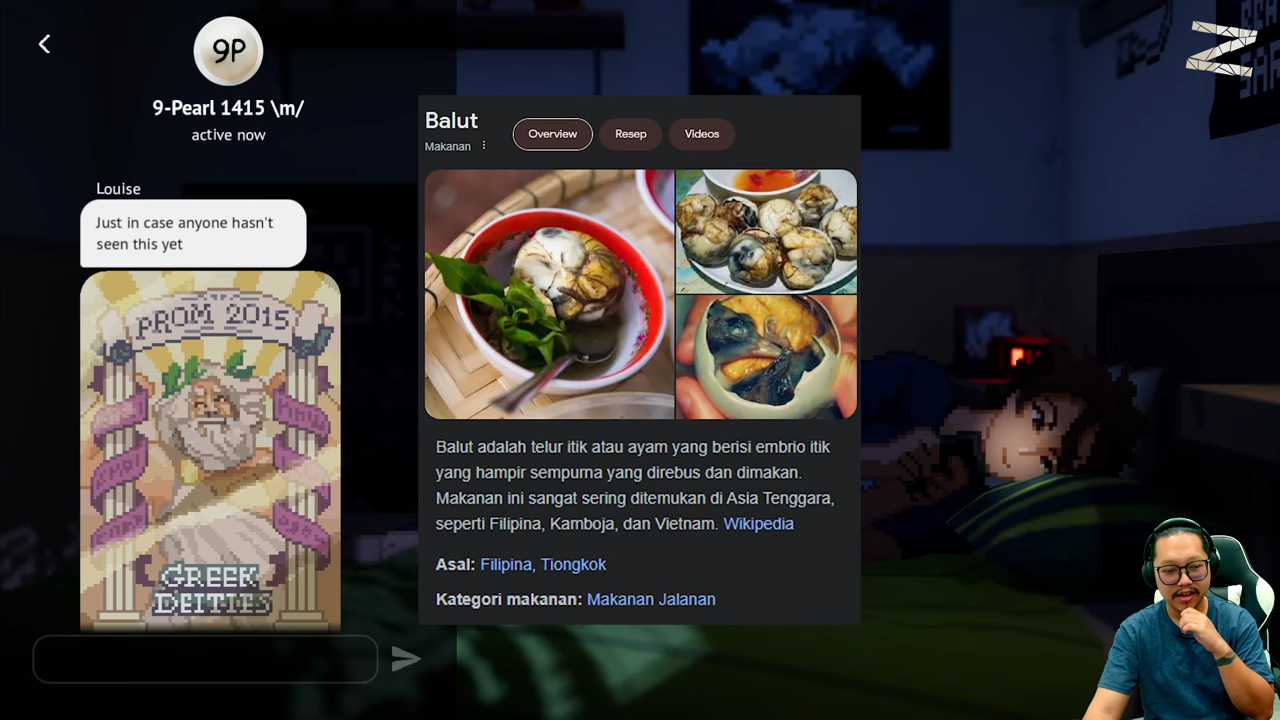 9P
9-Pearl 1415 \m/
active now
Louise
Just in case anyone hasn't
seen this yet
PROM 2015
GREEK
DEITIES
Balut
Makanan
Overview
Resep
Videos
Balut adalah telur itik atau ayam yang berisi embrio itik
yang hampir sempurna yang direbus dan dimakan.
Makanan ini sangat sering ditemukan di Asia Tenggara,
seperti Filipina, Kamboja, dan Vietnam. Wikipedia
Asal: Filipina, Tiongkok
Kategori makanan: Makanan Jalanan